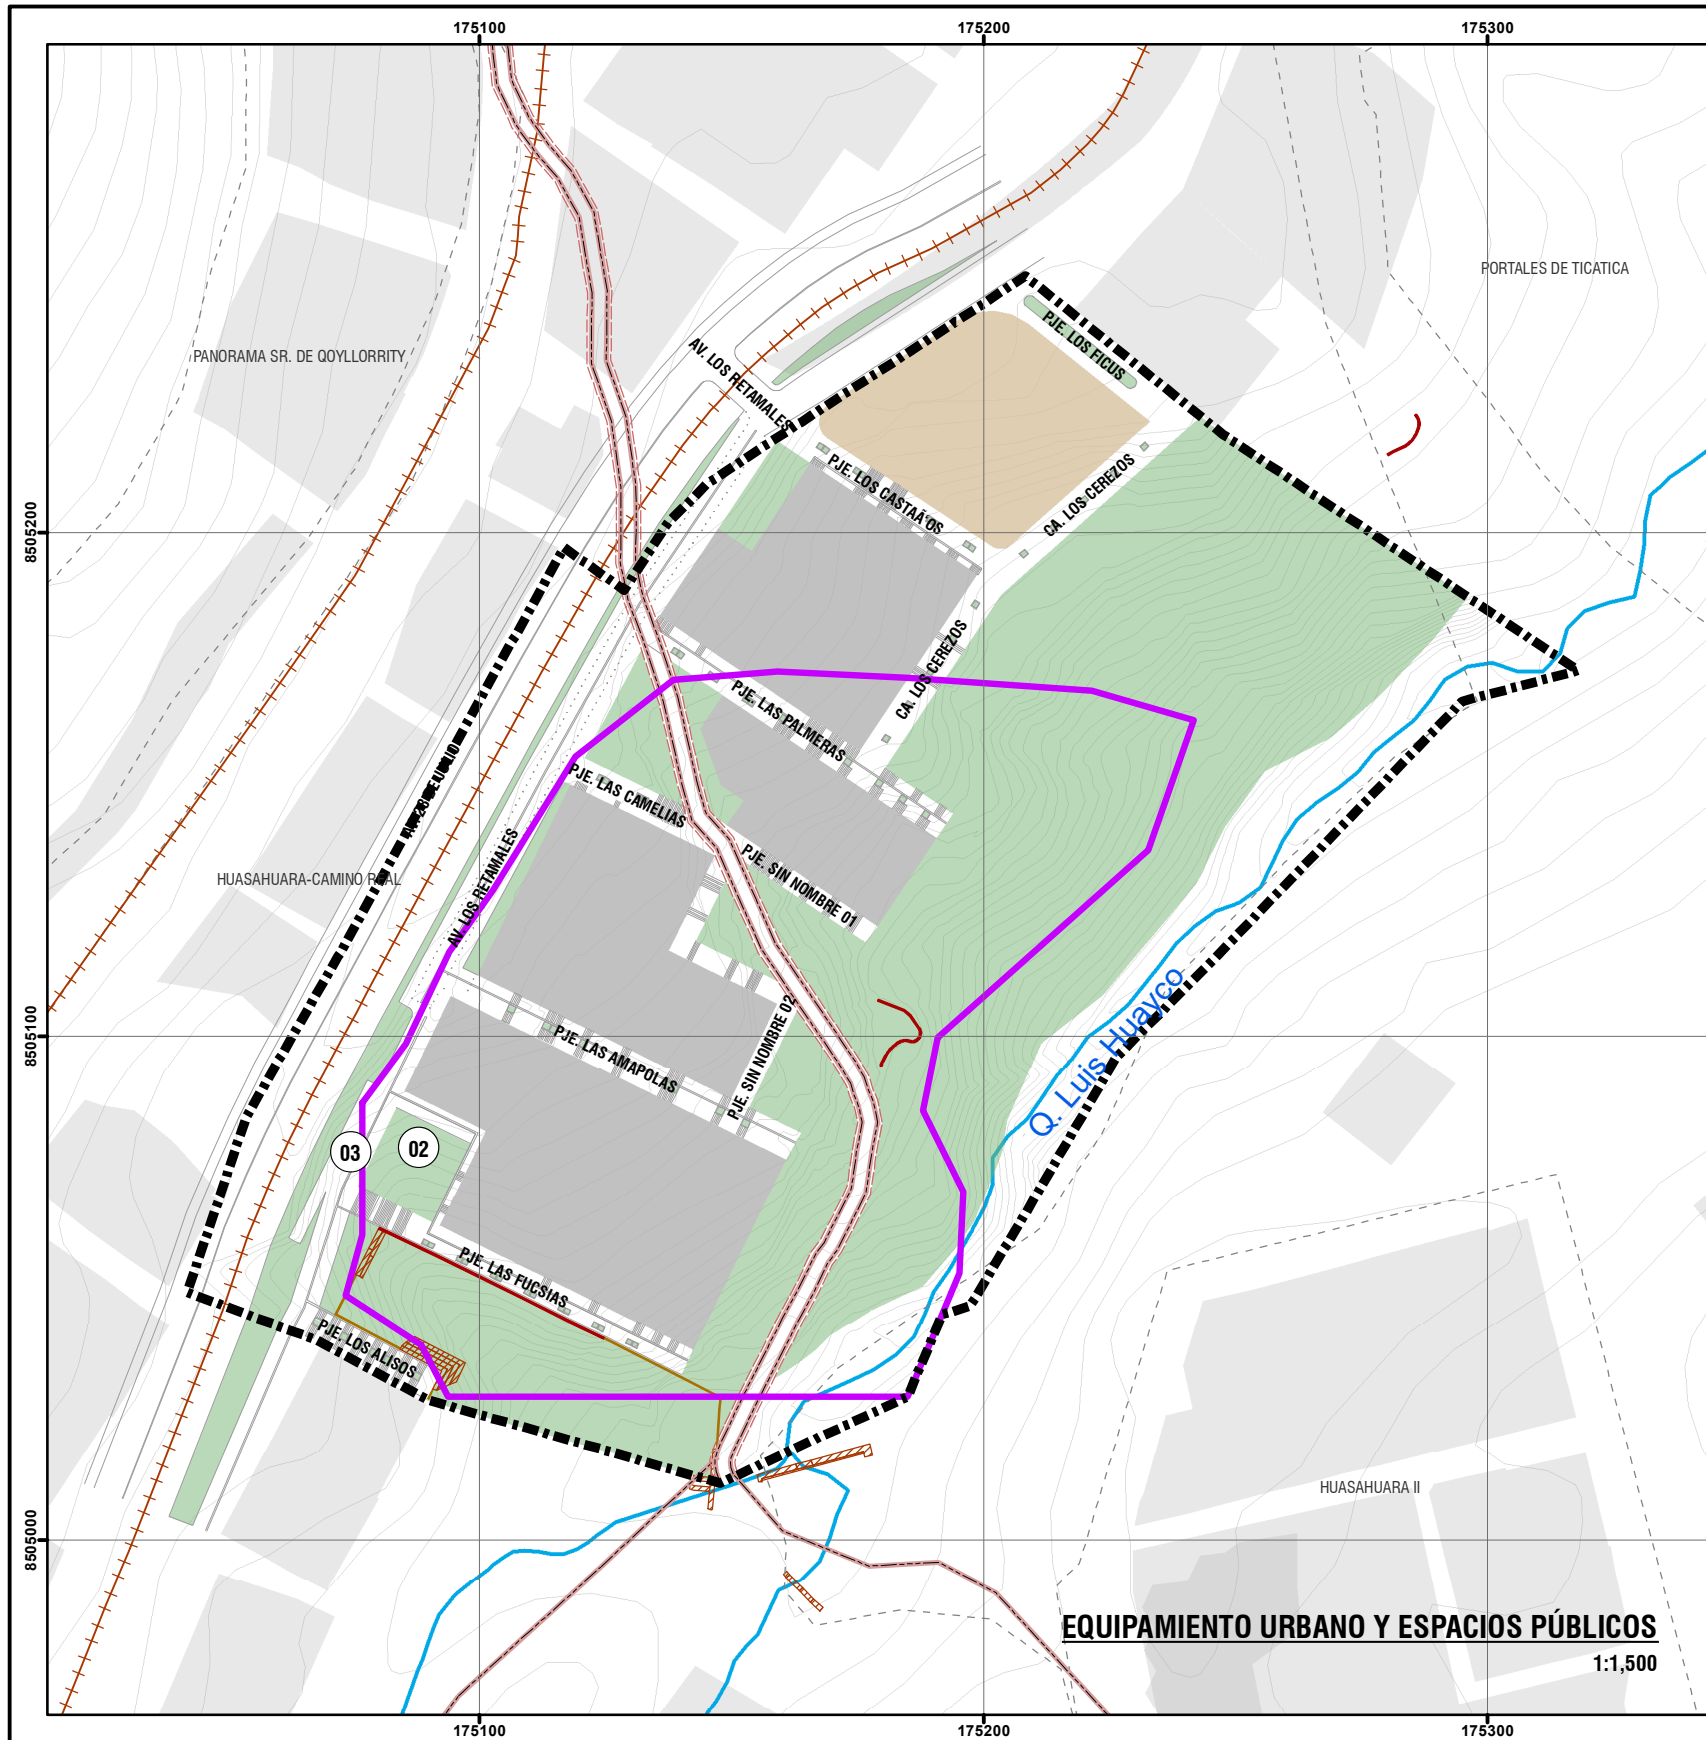 175100
175200
175300
PORTALES DE TICATICA
PJE. LOS FICUS
PANORAMA SR. DE QOYLLORRITY
AV. LOS RETAMALES
PJE. LOS CASTAÃ'OS
CA. LOS CEREZOS
8505200
8505200
CA. LOS CEREZOS
PJE. LAS PALMERAS
PJE. LAS CAMELIAS
AV. LOS RETAMALES
PJE. SIN NOMBRE 01
HUASAHUARA-CAMINO REAL
Q. Luis Huayco
PJE. SIN NOMBRE 02
PJE. LAS AMAPOLAS
8505100
03
02
PJE. LAS FUCSIAS
PJE. LOS ALISOS
HUASAHUARA II
8505000
EQUIPAMIENTO URBANO Y ESPACIOS PÚBLICOS
1:1,500
175100
175200
175300